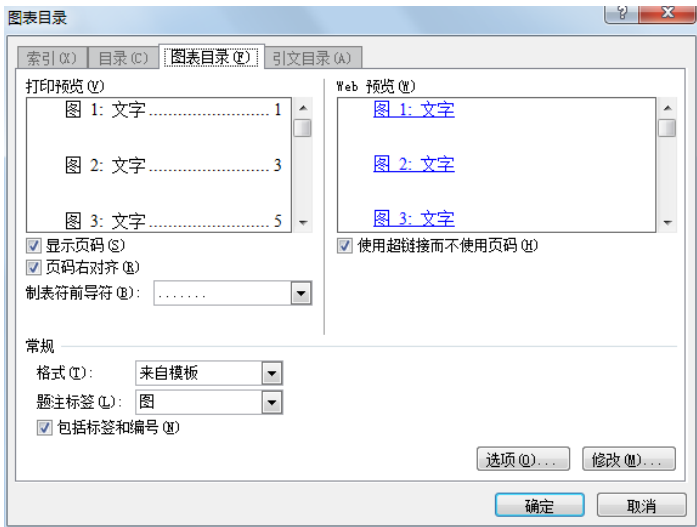 图表目录
索引(X) 目录(C) 图表目录(F) 引文目录(A)
打印预览(V)
图 1: 文字........................ 1
图 2: 文字........................ 3
图 3: 文字........................ 5
Web 预览(W)
图 1: 文字
图 2: 文字
图 3: 文字
显示页码(S)
页码右对齐(R)
制表符前导符(B): .......
使用超链接而不使用页码(H)
常规
格式(T): 来自模板
题注标签(L): 图
包括标签和编号(N)
选项(O)... 修改(M)...
确定 取消